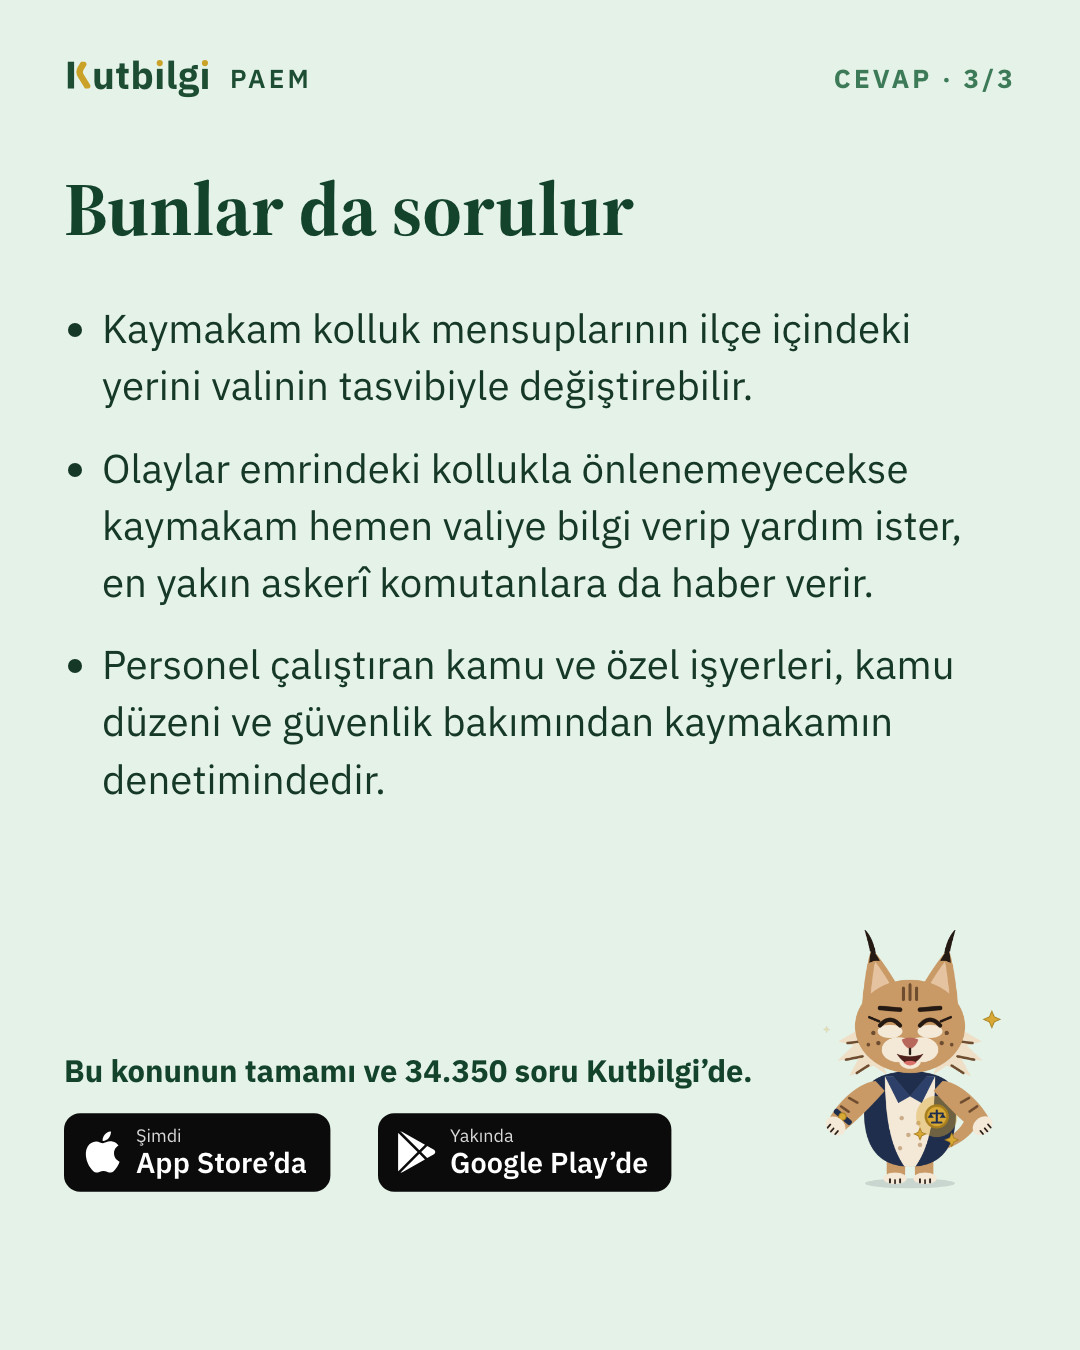 Kutbilgi PAEM
CEVAP · 3/3
Bunlar da sorulur
• Kaymakam kolluk mensuplarının ilçe içindeki
yerini valinin tasvibiyle değiştirebilir.
• Olaylar emrindeki kollukla önlenemeyecekse
kaymakam hemen valiye bilgi verip yardım ister,
en yakın askerî komutanlara da haber verir.
• Personel çalıştıran kamu ve özel işyerleri, kamu
düzeni ve güvenlik bakımından kaymakamın
denetimindedir.
Bu konunun tamamı ve 34.350 soru Kutbilgi’de.
Şimdi
App Store’da
Yakında
Google Play’de